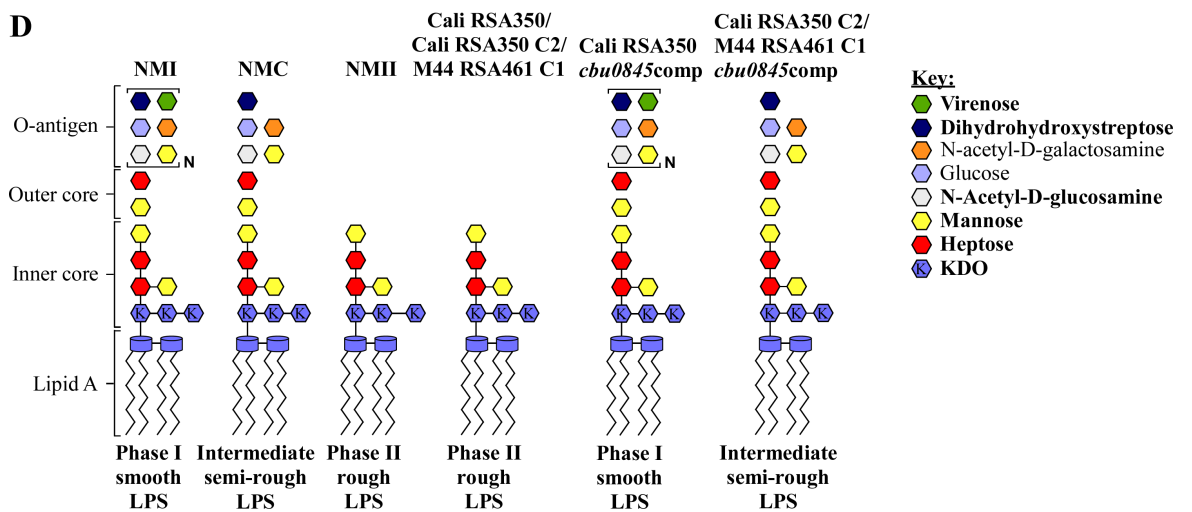 D
NMI
NMC
NMII
Cali RSA350/
Cali RSA350 C2/
M44 RSA461 C1
Cali RSA350
cbu0845comp
Cali RSA350 C2/
M44 RSA461 C1
cbu0845comp
O-antigen
Outer core
Inner core
Lipid A
N
N
K K K
K K K
K K K
K K K
K K K
K K K
Phase I
smooth
LPS
Intermediate
semi-rough
LPS
Phase II
rough
LPS
Phase II
rough
LPS
Phase I
smooth
LPS
Intermediate
semi-rough
LPS
Key:
Virenose
Dihydrohydroxystreptose
N-acetyl-D-galactosamine
Glucose
N-Acetyl-D-glucosamine
Mannose
Heptose
K KDO